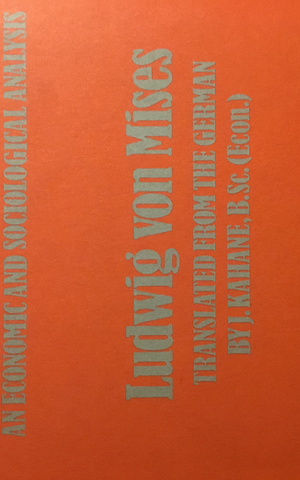 AN ECONOMIC AND SOCIOLOGICAL ANALYSIS
Ludwig von Mises
TRANSLATED FROM THE GERMAN
BY J. KAHANE, B.Sc. (Econ.)